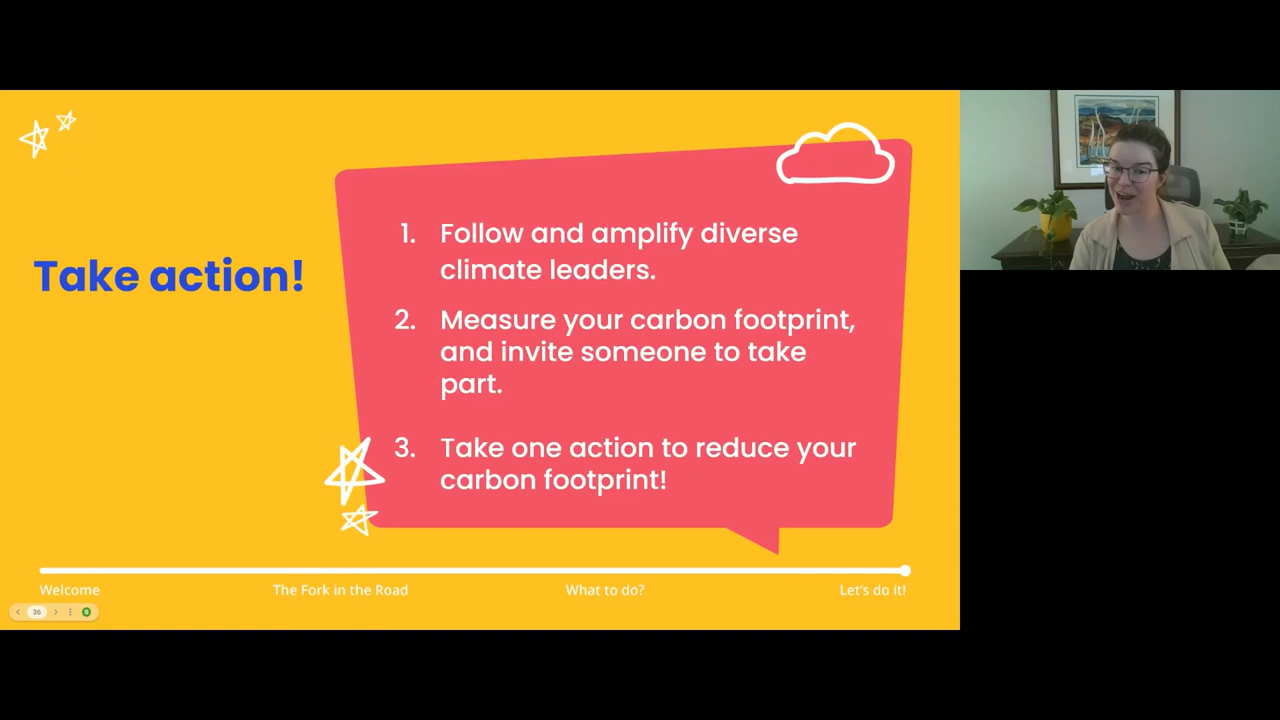 Take action!
1. Follow and amplify diverse
climate leaders.
2. Measure your carbon footprint,
and invite someone to take
part.
3. Take one action to reduce your
carbon footprint!
Welcome
The Fork in the Road
What to do?
Let's do it!
36